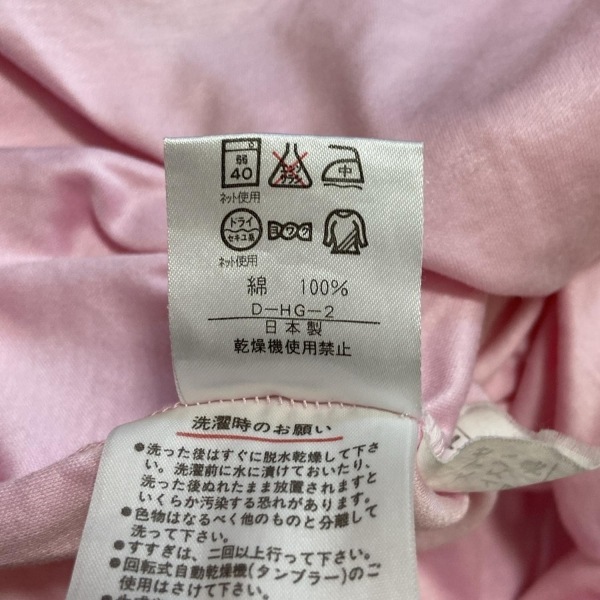 弱
40
エンソ
サラシ
中
ネット使用
ドライ
セキユ系
ヨワク
ネット使用
綿 100%
D-HG-2
日本製
乾燥機使用禁止
洗濯時のお願い
●洗った後はすぐに脱水乾燥して下さ
い。洗濯前に水に漬けておいたり、
洗った後ぬれたまま放置されますと
いくらか汚染する恐れがあります。
●色物はなるべく他のものと分離して
洗って下さい。
●すすぎは、二回以上行って下さい。
●回転式自動乾燥機(タンブラー)のご
使用はさけて下さい。